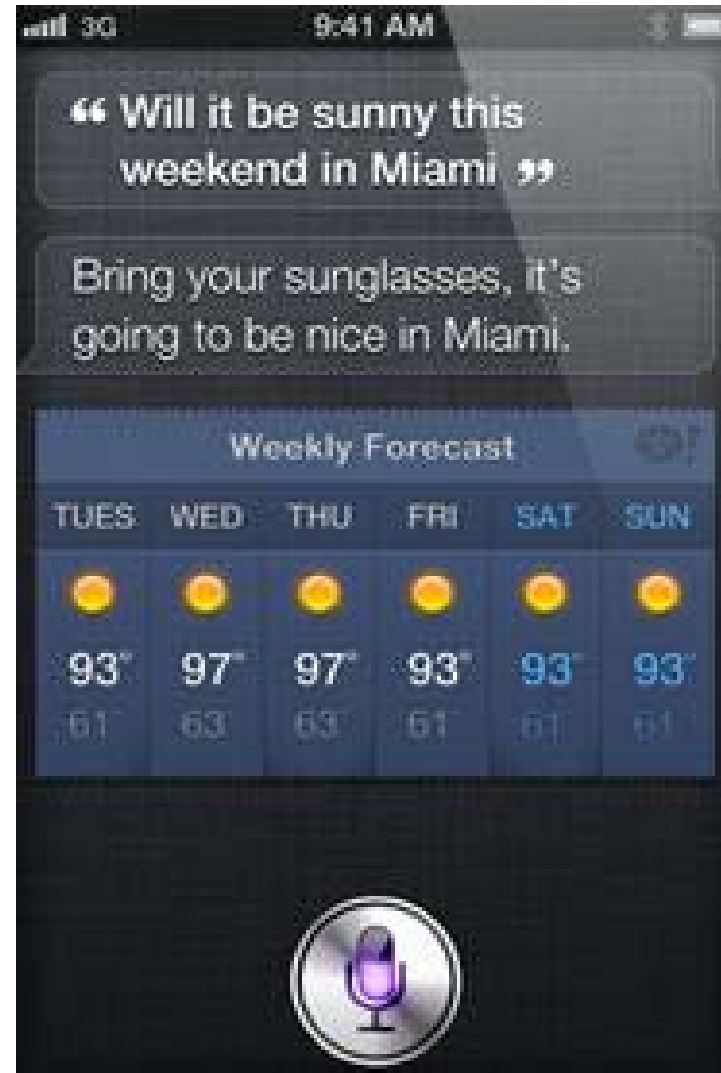 3G 9:41 AM
“ Will it be sunny this
weekend in Miami ”
Bring your sunglasses, it's
going to be nice in Miami.
Weekly Forecast
TUES WED THU FRI SAT SUN
93° 97° 97° 93° 93° 93°
61° 63° 63° 61° 61° 61°